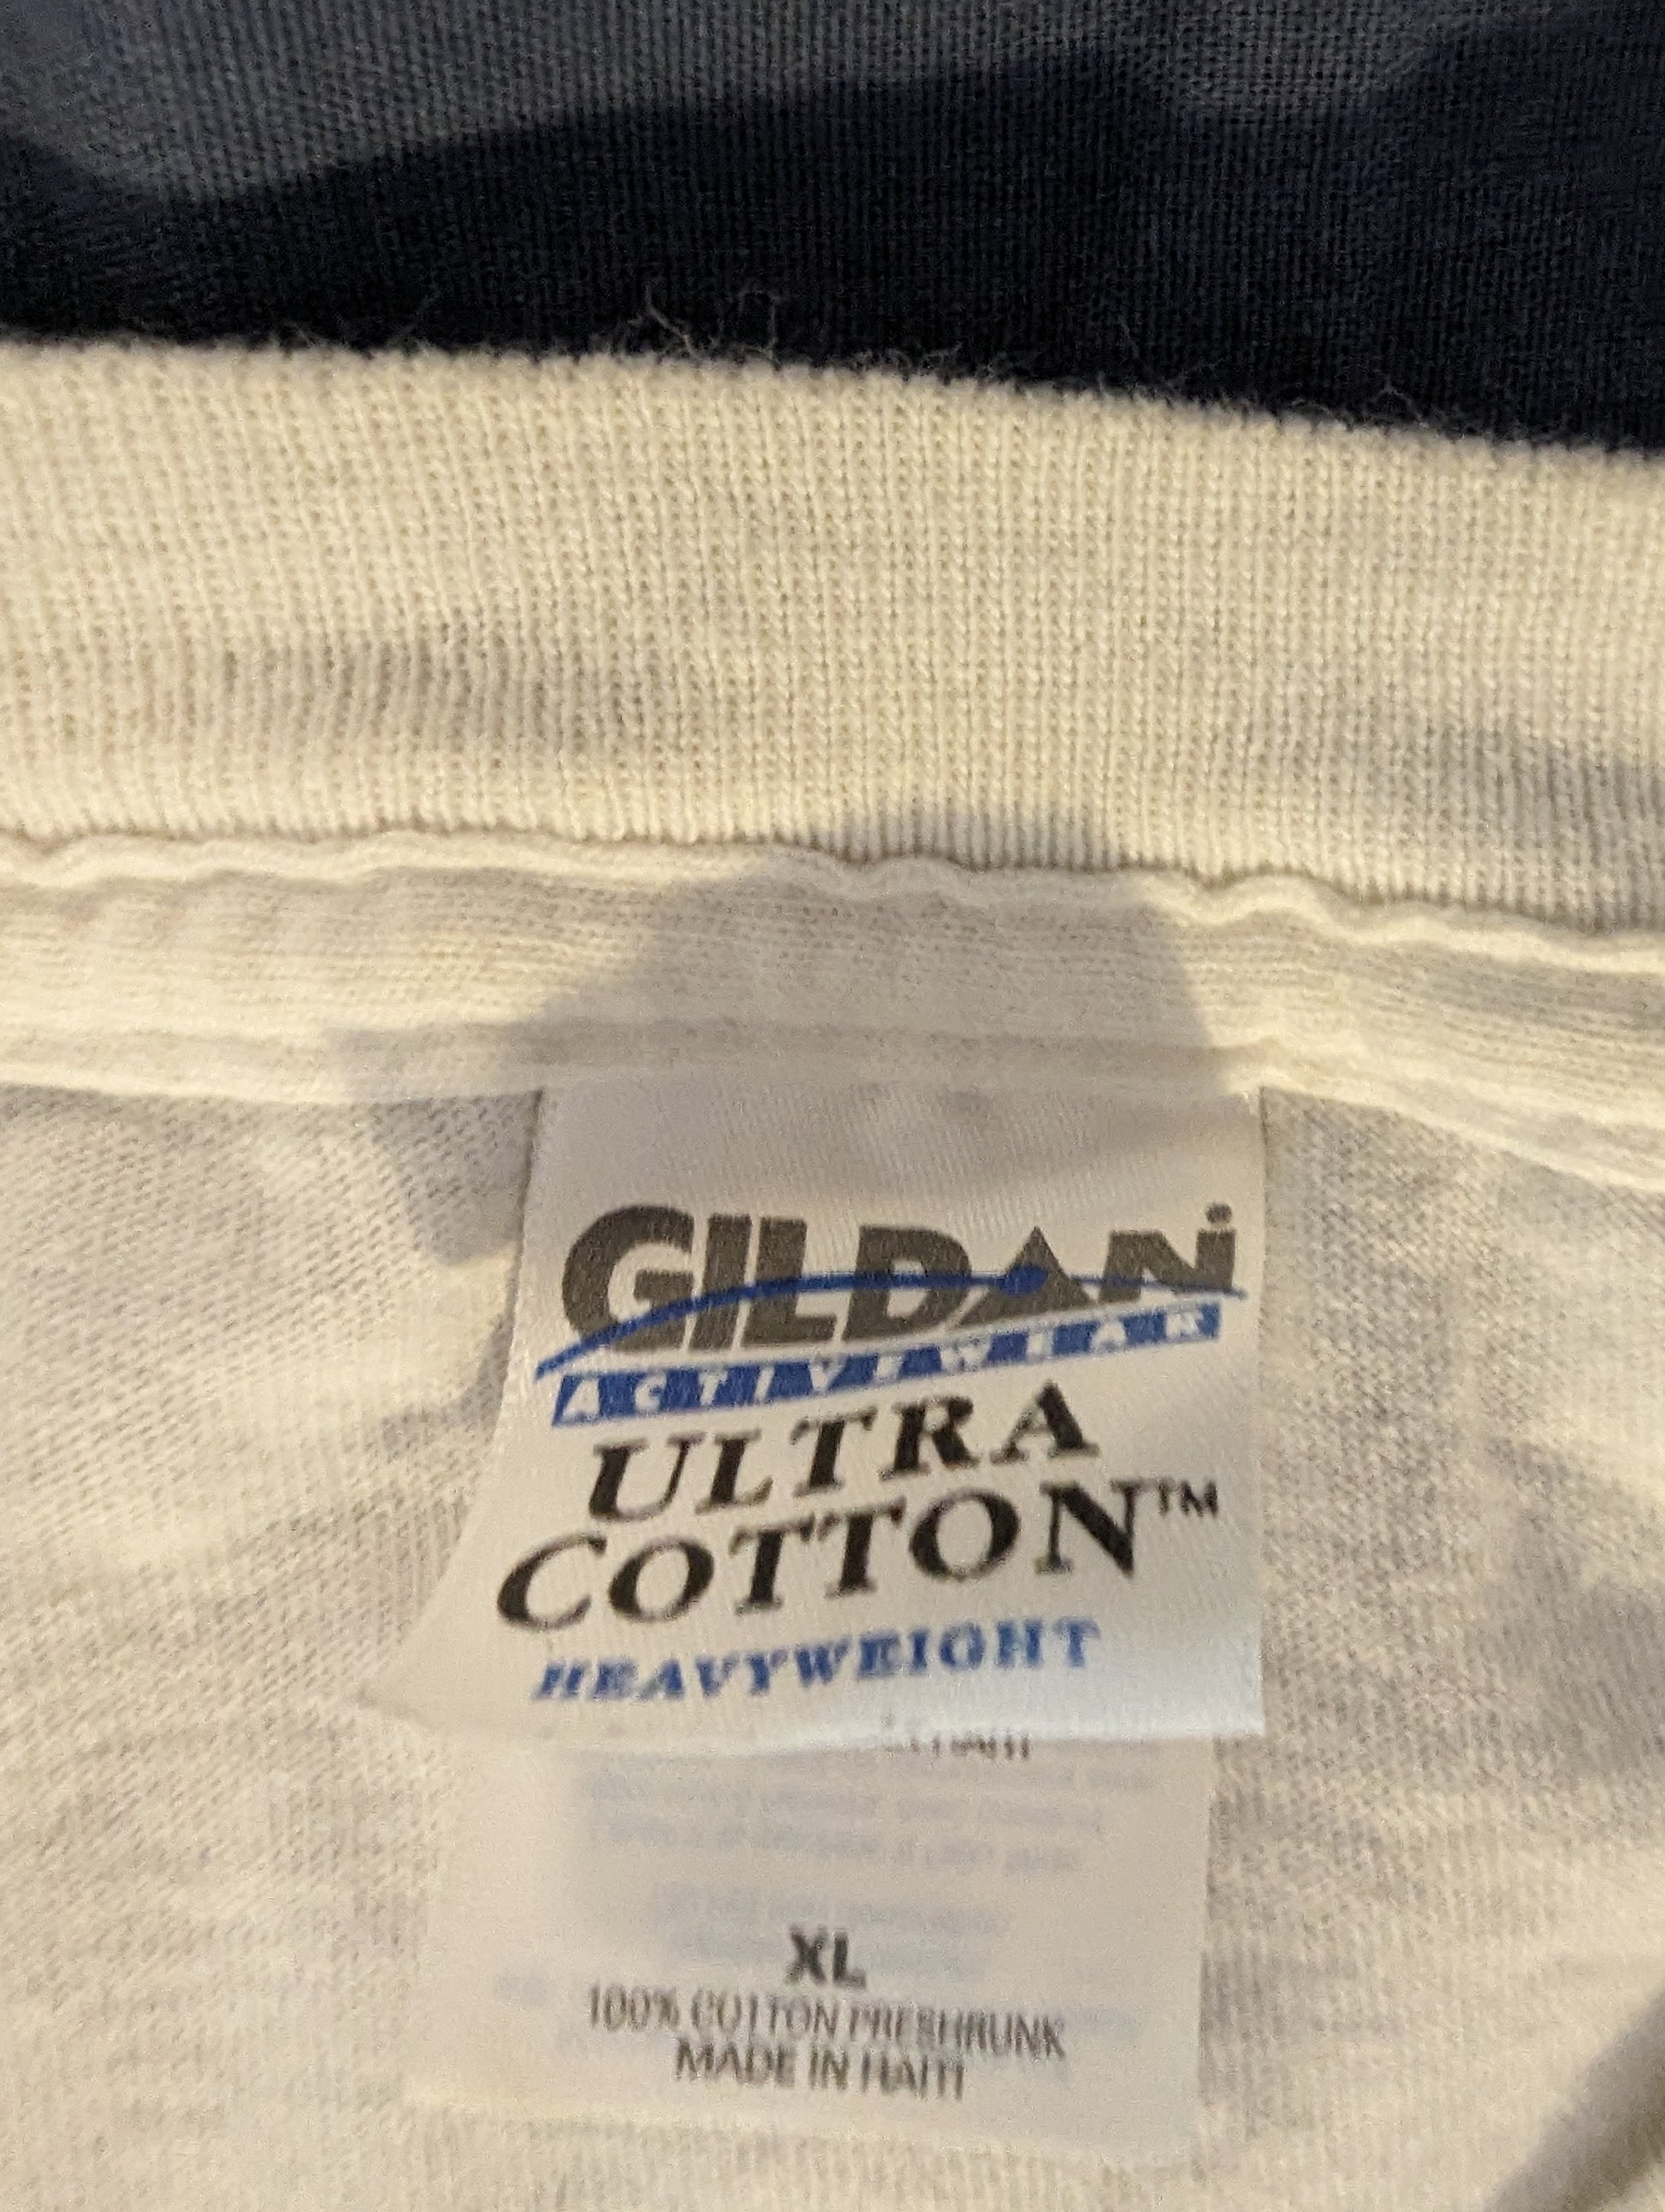 GILDAN
ACTIVEWEAR
ULTRA
COTTON™
HEAVYWEIGHT
XL
100% COTTON PRESHRUNK
MADE IN HAITI